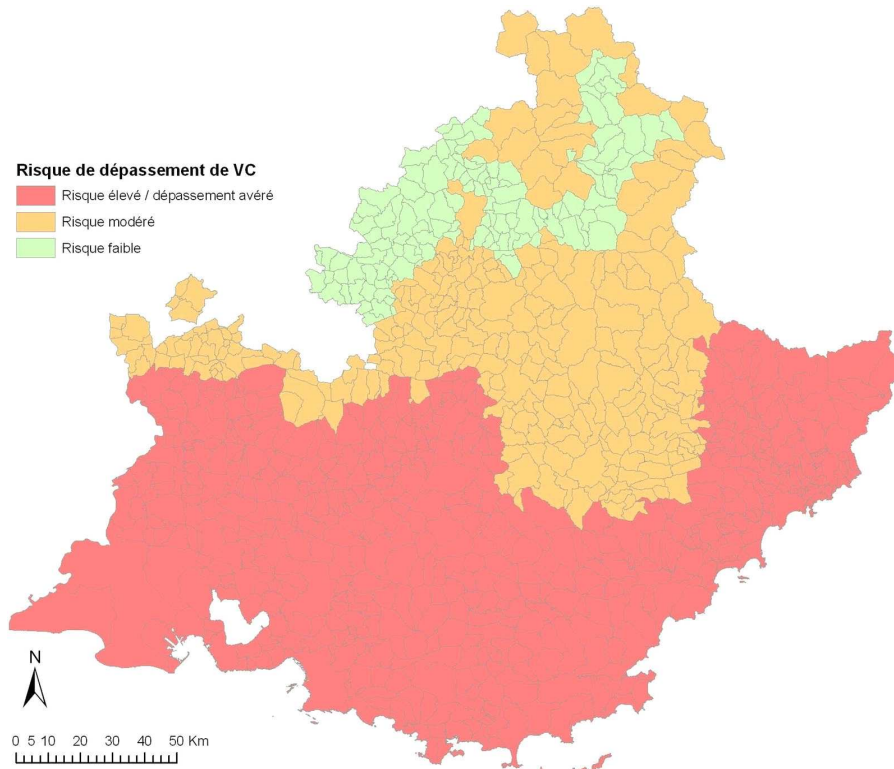 Risque de dépassement de VC
Risque élevé / dépassement avéré
Risque modéré
Risque faible
N
0 5 10 20 30 40 50 Km